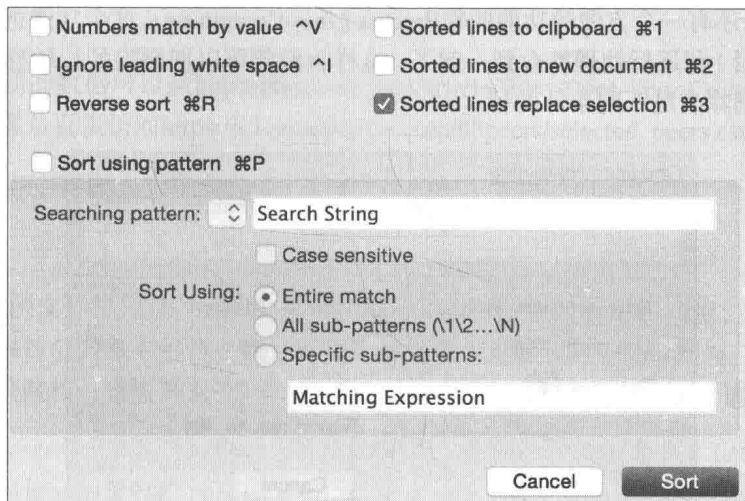 Numbers match by value ^V
Sorted lines to clipboard ⌘1
Ignore leading white space ^I
Sorted lines to new document ⌘2
Reverse sort ⌘R
Sorted lines replace selection ⌘3
Sort using pattern ⌘P
Searching pattern: Search String
Case sensitive
Sort Using: Entire match
All sub-patterns (\1\2...\N)
Specific sub-patterns:
Matching Expression
Cancel Sort